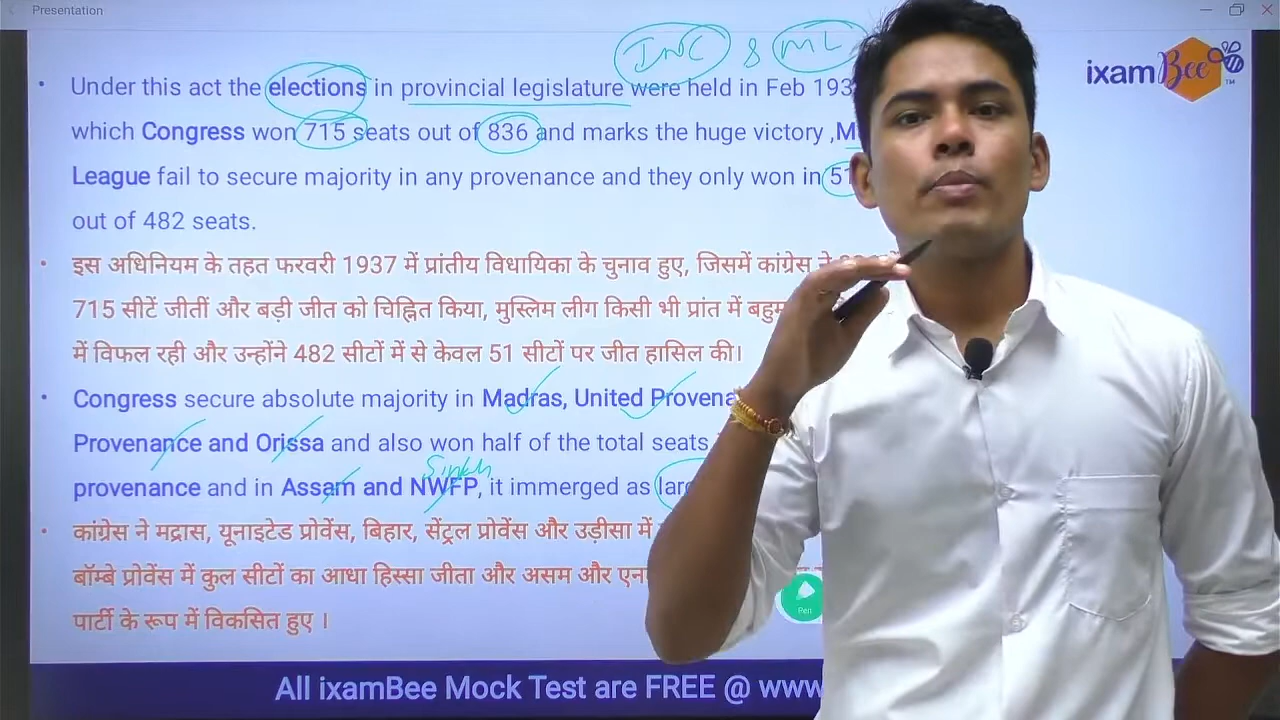 Presentation
INC & ML
ixamBee
TM
• Under this act the elections in provincial legislature were held in Feb 193
which Congress won 715 seats out of 836 and marks the huge victory ,M
League fail to secure majority in any provenance and they only won in 51
out of 482 seats.
• इस अधिनियम के तहत फरवरी 1937 में प्रांतीय विधायिका के चुनाव हुए, जिसमें कांग्रेस ने
715 सीटें जीतीं और बड़ी जीत को चिह्नित किया, मुस्लिम लीग किसी भी प्रांत में बहुम
में विफल रही और उन्होंने 482 सीटों में से केवल 51 सीटों पर जीत हासिल की।
• Congress secure absolute majority in Madras, United Provena
Provenance and Orissa and also won half of the total seats
Sindh
provenance and in Assam and NWFP, it immerged as larg
• कांग्रेस ने मद्रास, यूनाइटेड प्रोवेंस, बिहार, सेंट्रल प्रोवेंस और उड़ीसा में
बॉम्बे प्रोवेंस में कुल सीटों का आधा हिस्सा जीता और असम और एन
पार्टी के रूप में विकसित हुए ।
Pen
All ixamBee Mock Test are FREE @ www